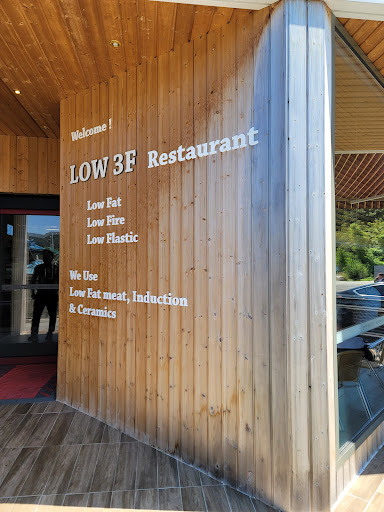 Welcome !
LOW 3F Restaurant
Low Fat
Low Fire
Low Flastic
We Use
Low Fat meat, Induction
& Ceramics